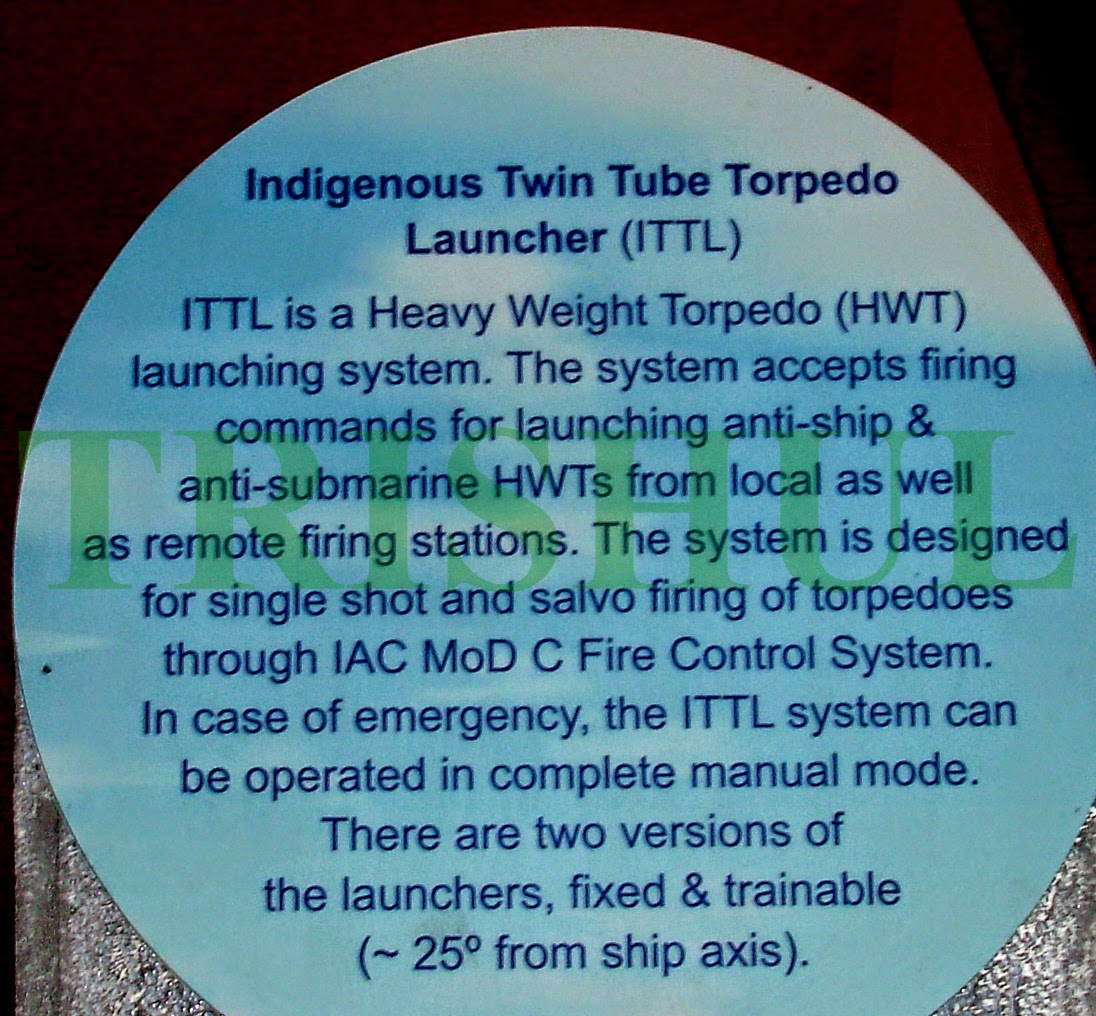 Indigenous Twin Tube Torpedo
Launcher (ITTL)
ITTL is a Heavy Weight Torpedo (HWT)
launching system. The system accepts firing
commands for launching anti-ship &
TRISHUL
anti-submarine HWTs from local as well
as remote firing stations. The system is designed
for single shot and salvo firing of torpedoes
through IAC MoD C Fire Control System.
In case of emergency, the ITTL system can
be operated in complete manual mode.
There are two versions of
the launchers, fixed & trainable
(~ 25º from ship axis).